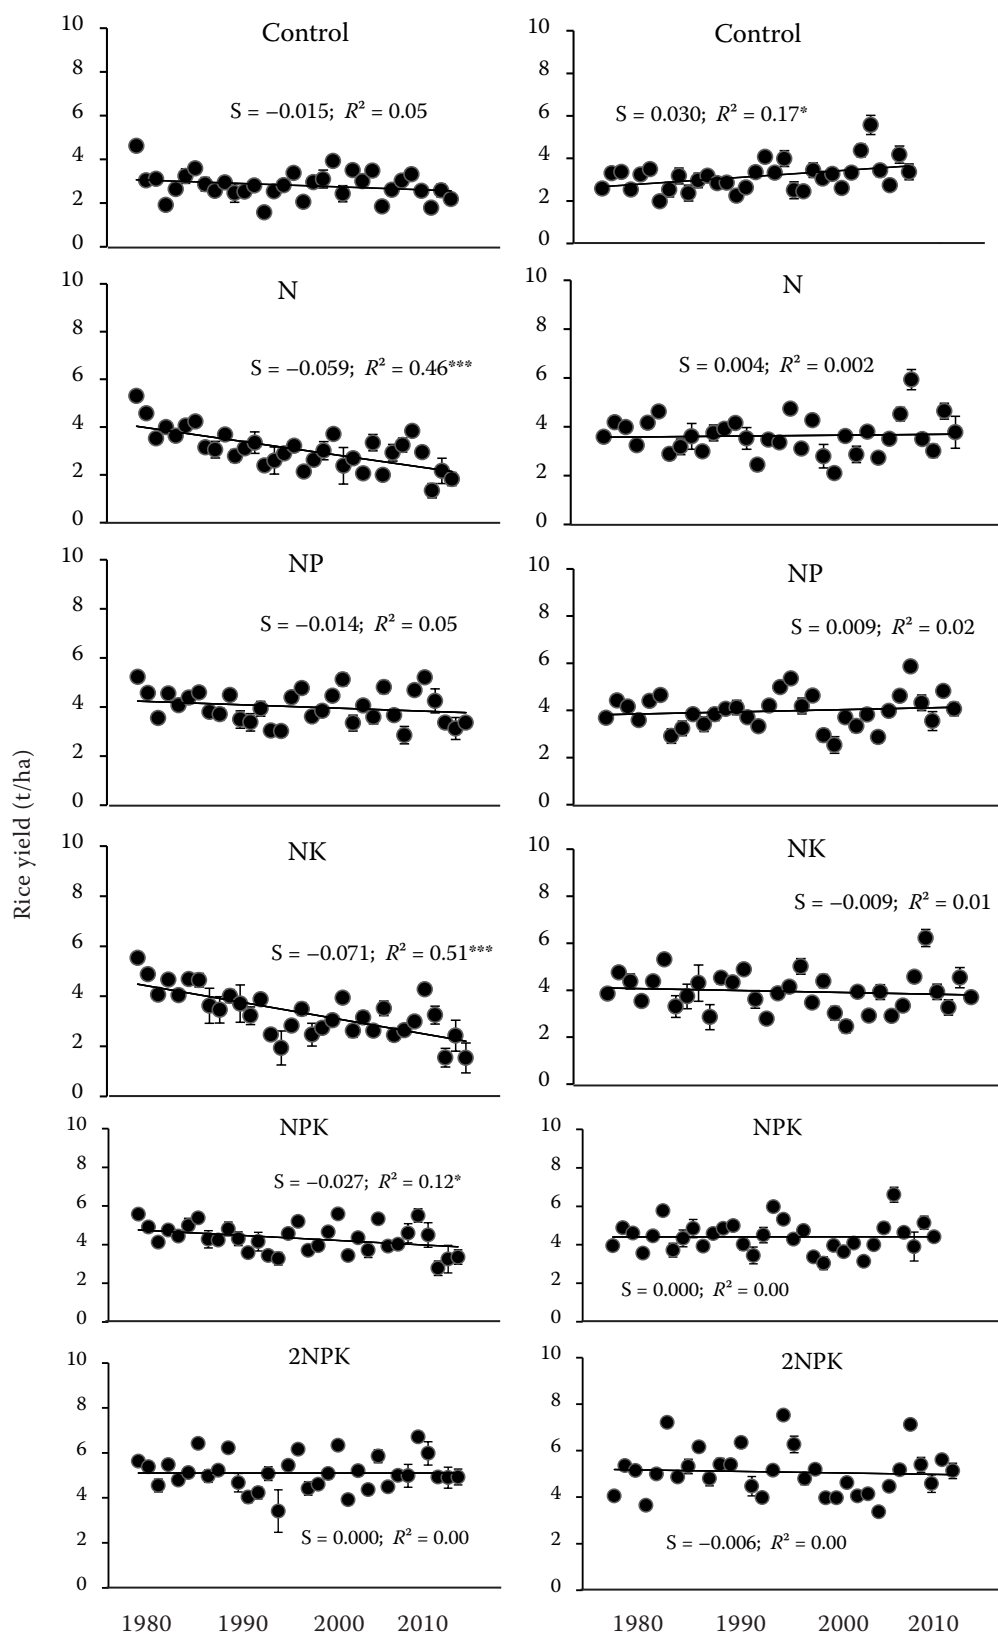 Rice yield (t/ha)
Control
S = −0.015; R² = 0.05
10
8
6
4
2
0
Control
S = 0.030; R² = 0.17*
10
8
6
4
2
0
N
S = −0.059; R² = 0.46***
10
8
6
4
2
0
N
S = 0.004; R² = 0.002
10
8
6
4
2
0
NP
S = −0.014; R² = 0.05
10
8
6
4
2
0
NP
S = 0.009; R² = 0.02
10
8
6
4
2
0
NK
S = −0.071; R² = 0.51***
10
8
6
4
2
0
NK
S = −0.009; R² = 0.01
10
8
6
4
2
0
NPK
S = −0.027; R² = 0.12*
10
8
6
4
2
0
NPK
S = 0.000; R² = 0.00
10
8
6
4
2
0
2NPK
S = 0.000; R² = 0.00
10
8
6
4
2
0
1980 1990 2000 2010
2NPK
S = −0.006; R² = 0.00
10
8
6
4
2
0
1980 1990 2000 2010